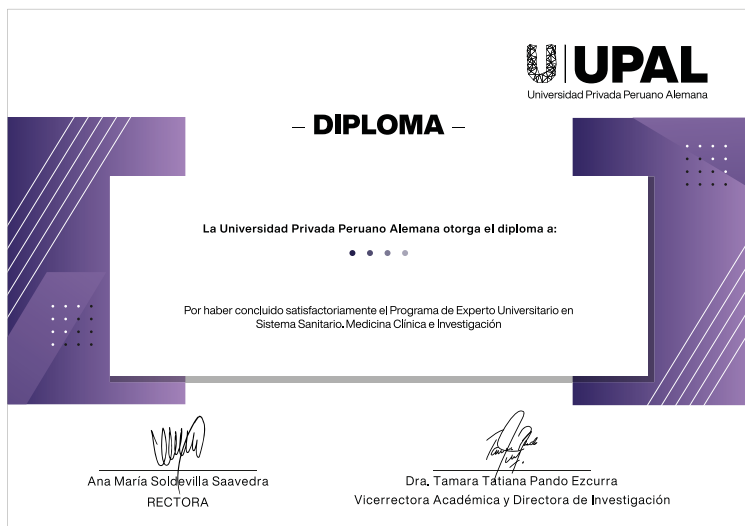 UPAL
Universidad Privada Peruano Alemana
– DIPLOMA –
La Universidad Privada Peruano Alemana otorga el diploma a:
Por haber concluido satisfactoriamente el Programa de Experto Universitario en
Sistema Sanitario. Medicina Clínica e Investigación
Ana María Soldevilla Saavedra
RECTORA
Dra. Tamara Tatiana Pando Ezcurra
Vicerrectora Académica y Directora de Investigación